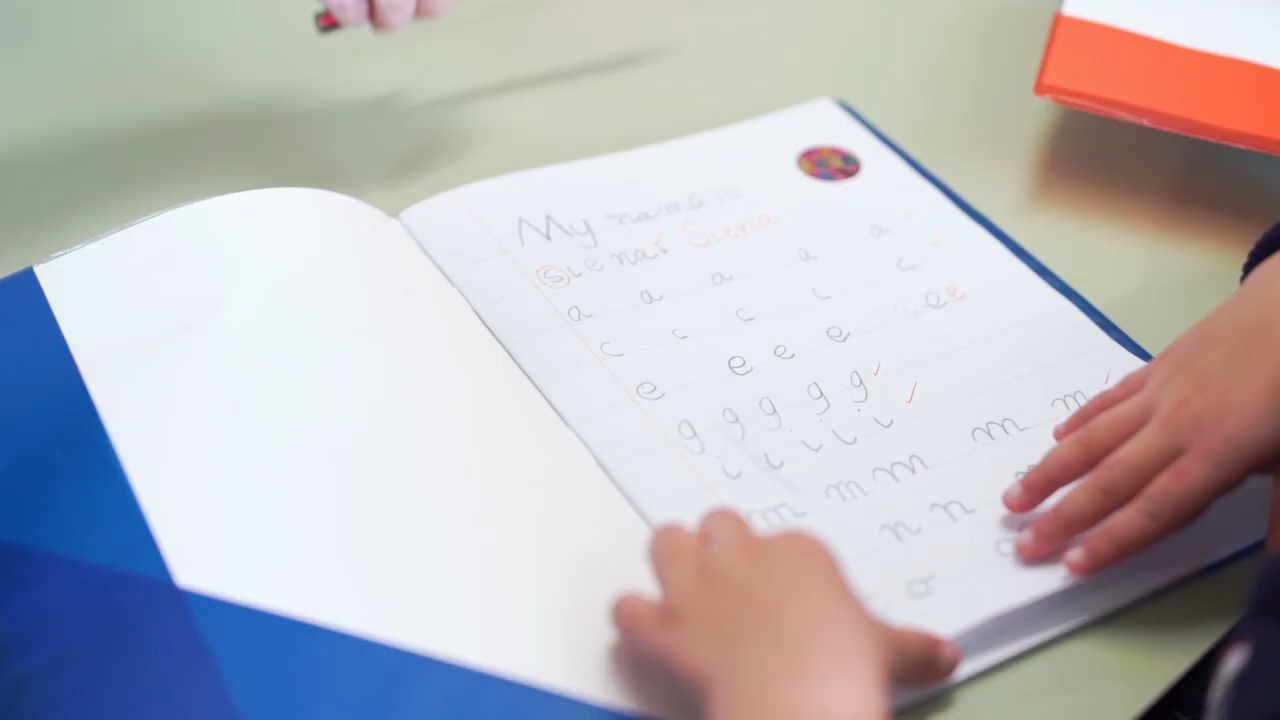 My name is
siena. Siena
a a a a a
c c c c c
e e e e e e
g g g g g
i i i i i
m m m m m
n n n
o o